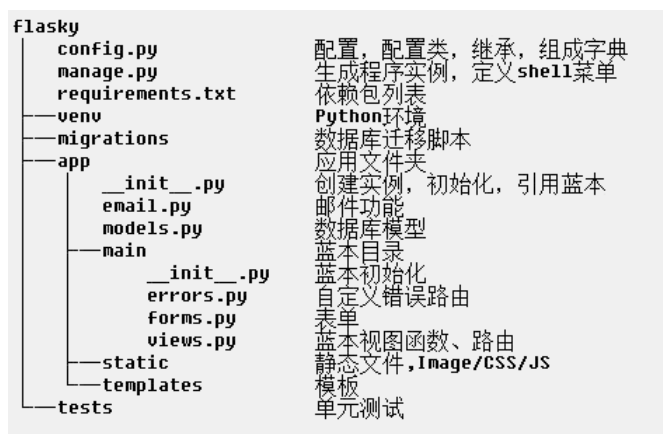 flasky
config.py 配置，配置类，继承，组成字典
manage.py 生成程序实例，定义shell菜单
requirements.txt 依赖包列表
venv Python环境
migrations 数据库迁移脚本
app 应用文件夹
__init__.py 创建实例，初始化，引用蓝本
email.py 邮件功能
models.py 数据库模型
main 蓝本目录
__init__.py 蓝本初始化
errors.py 自定义错误路由
forms.py 表单
views.py 蓝本视图函数、路由
static 静态文件,Image/CSS/JS
templates 模板
tests 单元测试